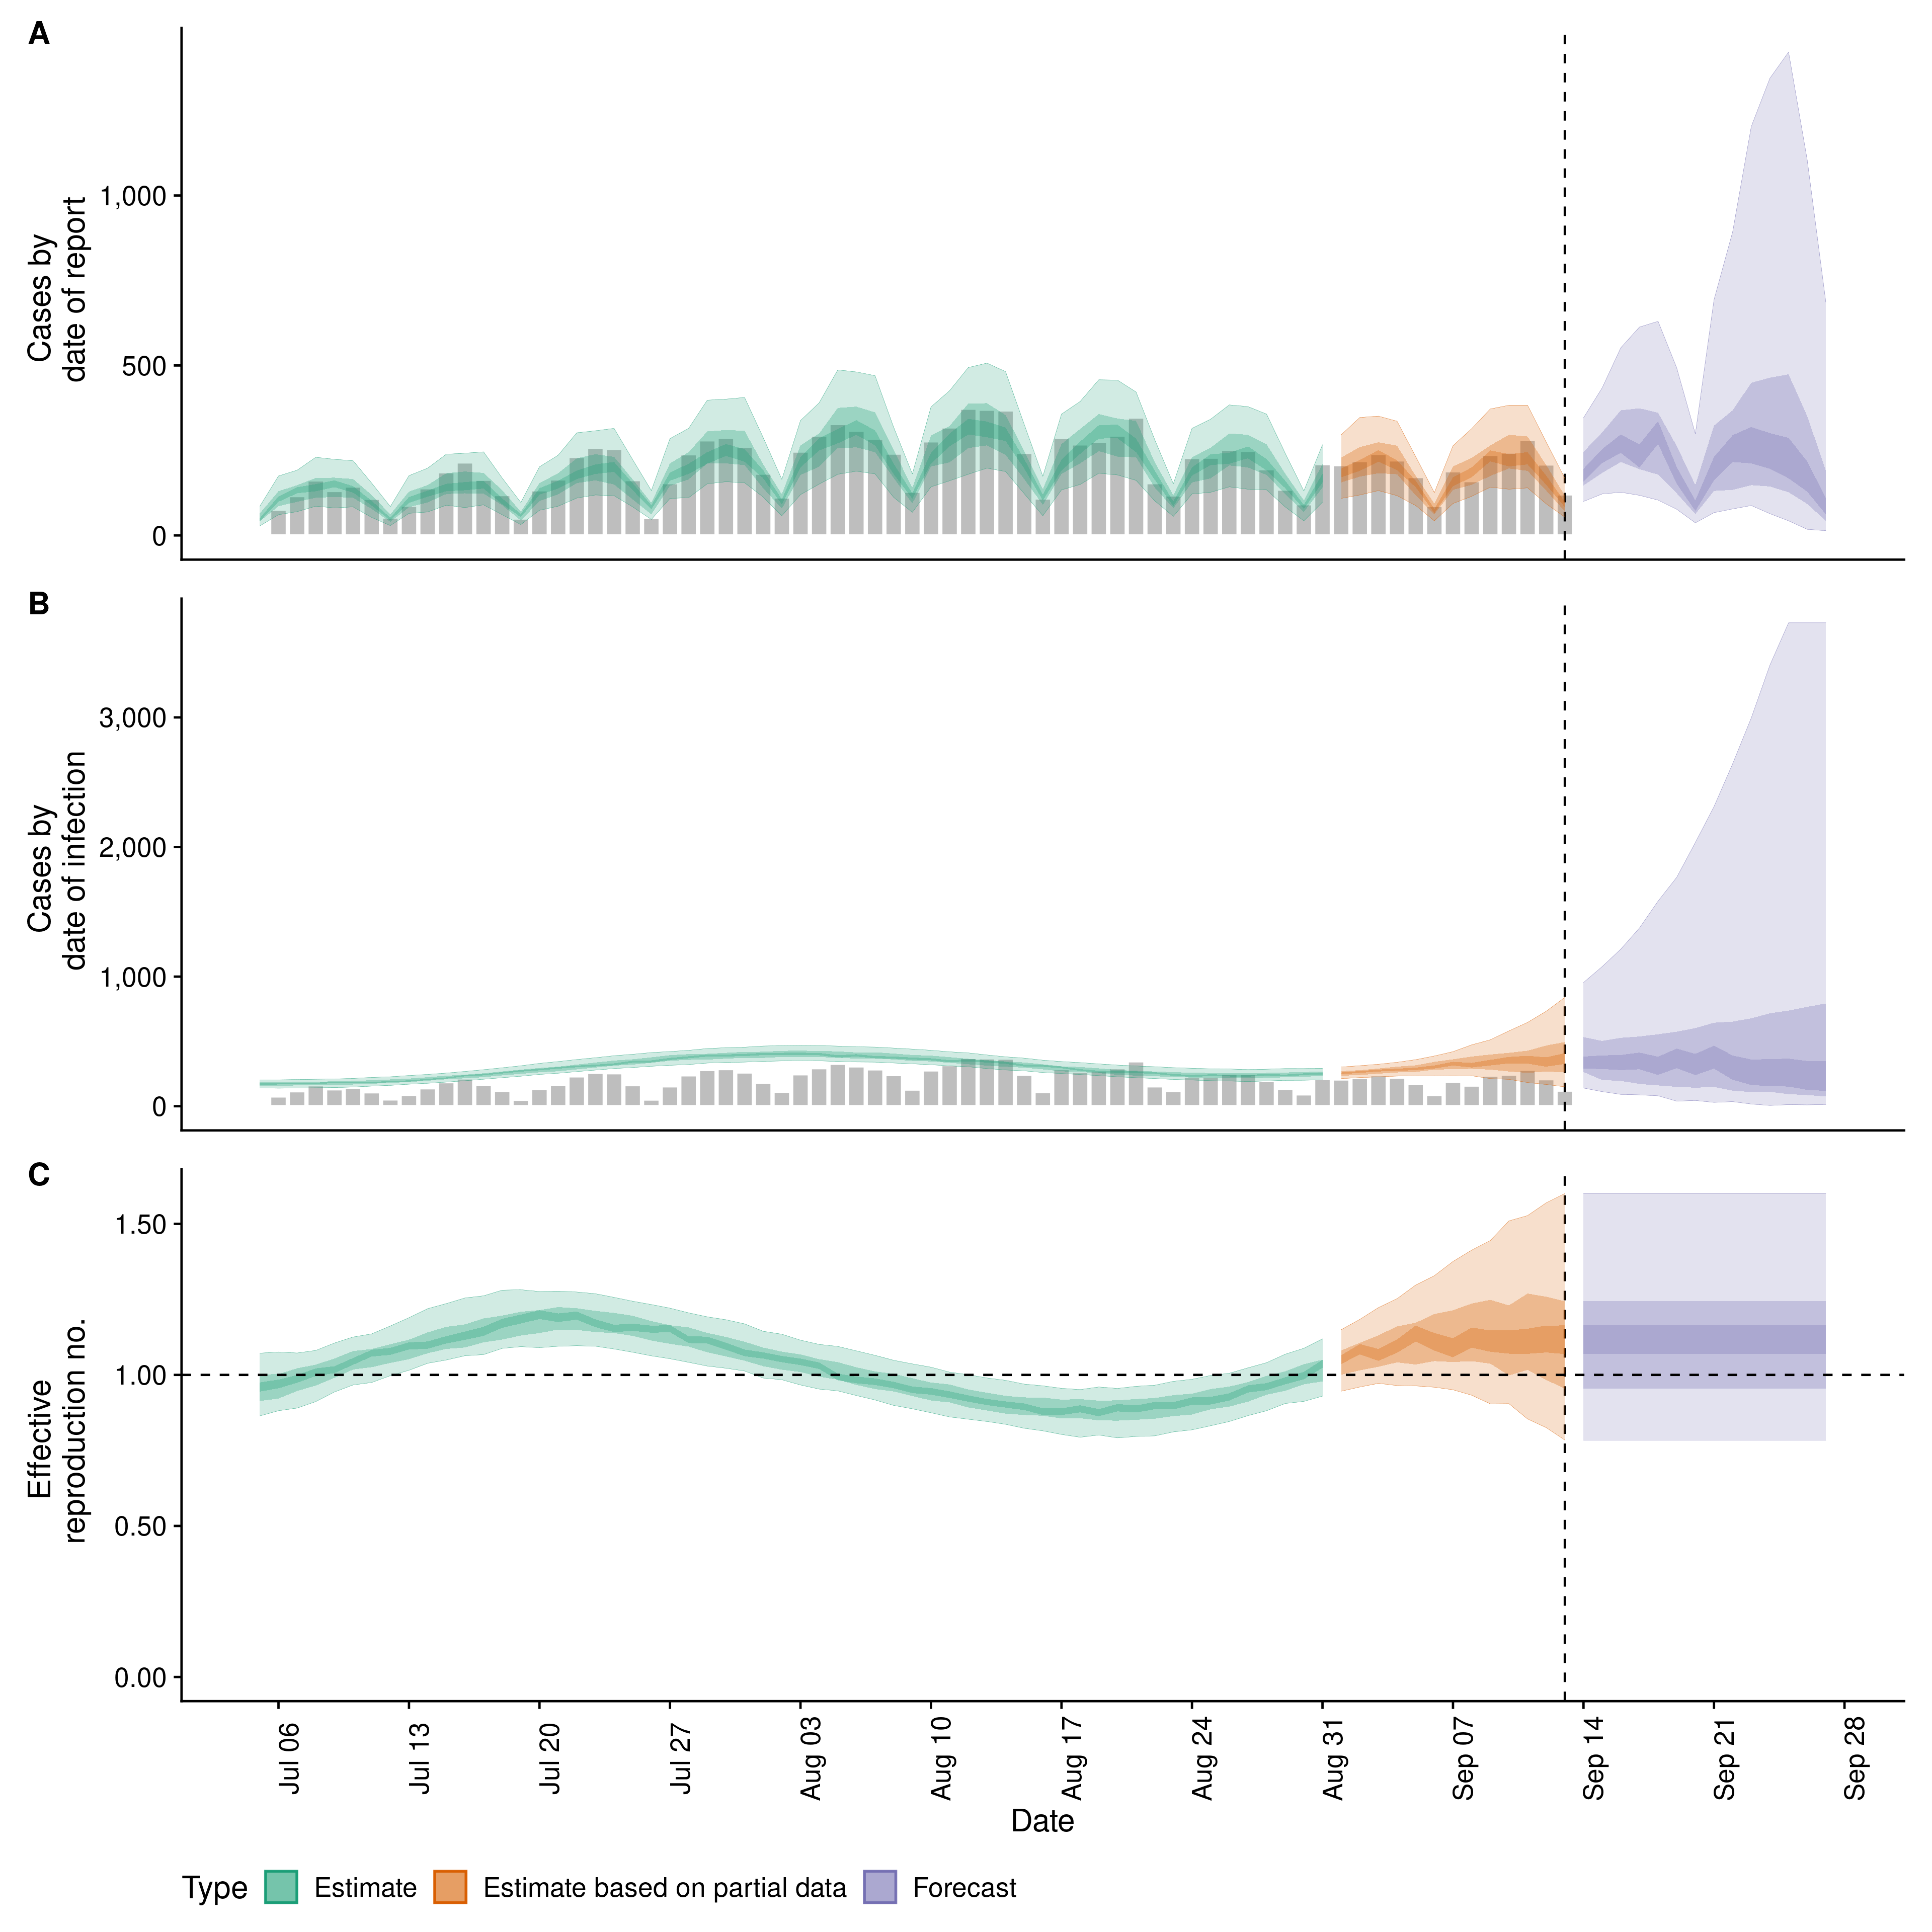 A
Cases by
date of report
1,000
500
0
B
Cases by
date of infection
3,000
2,000
1,000
0
C
Effective
reproduction no.
1.50
1.00
0.50
0.00
Jul 06
Jul 13
Jul 20
Jul 27
Aug 03
Aug 10
Aug 17
Aug 24
Aug 31
Sep 07
Sep 14
Sep 21
Sep 28
Date
Type Estimate Estimate based on partial data Forecast